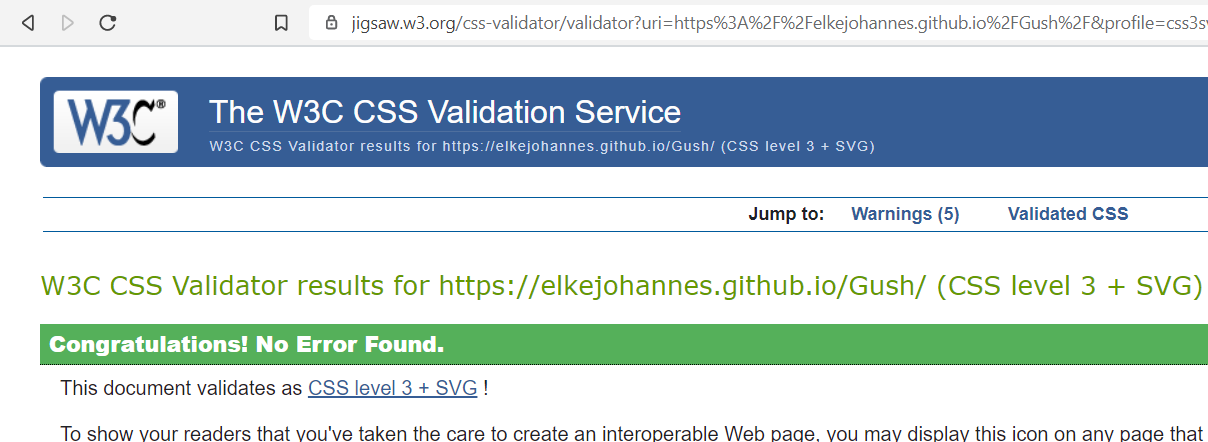 jigsaw.w3.org/css-validator/validator?uri=https%3A%2F%2Felkejohannes.github.io%2FGush%2F&profile=css3s
W3C®
The W3C CSS Validation Service
W3C CSS Validator results for https://elkejohannes.github.io/Gush/ (CSS level 3 + SVG)
Jump to: Warnings (5) Validated CSS
W3C CSS Validator results for https://elkejohannes.github.io/Gush/ (CSS level 3 + SVG)
Congratulations! No Error Found.
This document validates as CSS level 3 + SVG !
To show your readers that you've taken the care to create an interoperable Web page, you may display this icon on any page that